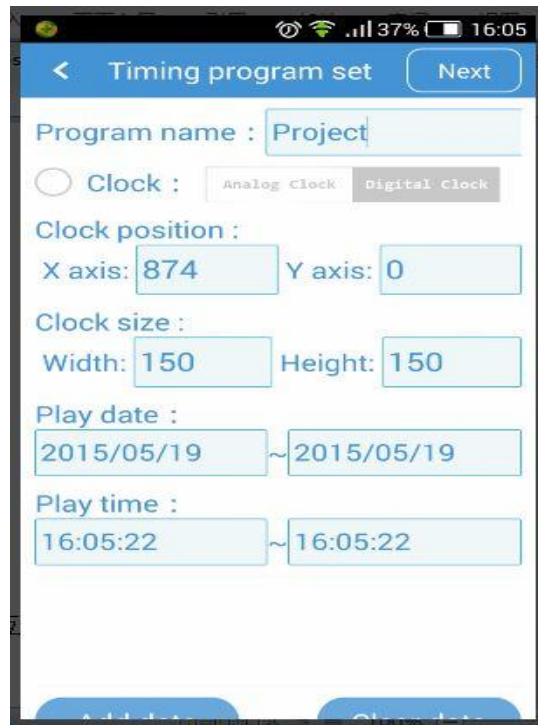 37% 16:05
< Timing program set Next
Program name : Project
Clock : Analog Clock Digital Clock
Clock position :
X axis: 874 Y axis: 0
Clock size :
Width: 150 Height: 150
Play date :
2015/05/19 ~ 2015/05/19
Play time :
16:05:22 ~ 16:05:22